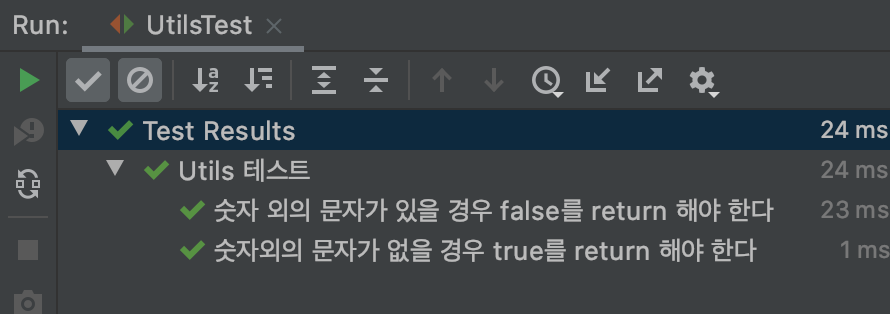 Run: UtilsTest
Test Results 24 ms
Utils 테스트 24 ms
숫자 외의 문자가 있을 경우 false를 return 해야 한다 23 ms
숫자외의 문자가 없을 경우 true를 return 해야 한다 1 ms